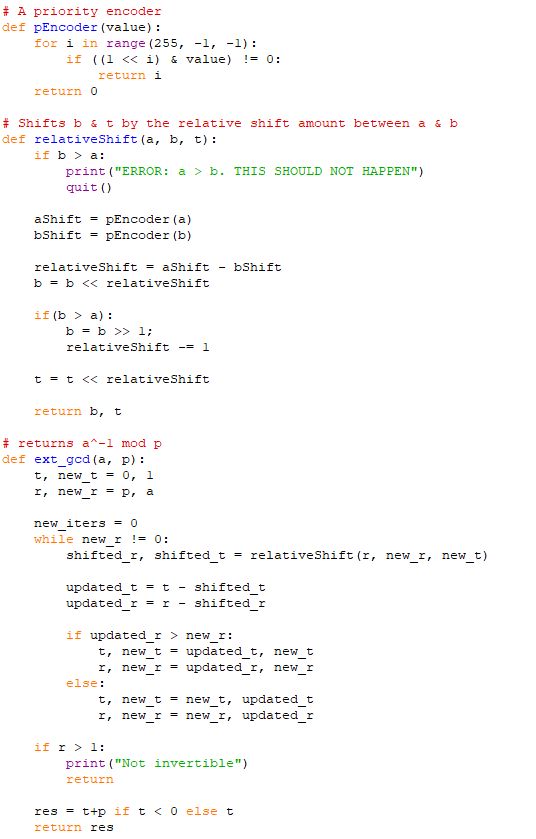 # A priority encoder
def pEncoder(value):
    for i in range(255, -1, -1):
        if ((1 << i) & value) != 0:
            return i
    return 0

# Shifts b & t by the relative shift amount between a & b
def relativeShift(a, b, t):
    if b > a:
        print("ERROR: a > b. THIS SHOULD NOT HAPPEN")
        quit()

    aShift = pEncoder(a)
    bShift = pEncoder(b)

    relativeShift = aShift - bShift
    b = b << relativeShift

    if(b > a):
        b = b >> 1;
        relativeShift -= 1

    t = t << relativeShift

    return b, t

# returns a^-1 mod p
def ext_gcd(a, p):
    t, new_t = 0, 1
    r, new_r = p, a

    new_iters = 0
    while new_r != 0:
        shifted_r, shifted_t = relativeShift(r, new_r, new_t)

        updated_t = t - shifted_t
        updated_r = r - shifted_r

        if updated_r > new_r:
            t, new_t = updated_t, new_t
            r, new_r = updated_r, new_r
        else:
            t, new_t = new_t, updated_t
            r, new_r = new_r, updated_r

    if r > 1:
        print("Not invertible")
        return

    res = t+p if t < 0 else t
    return res